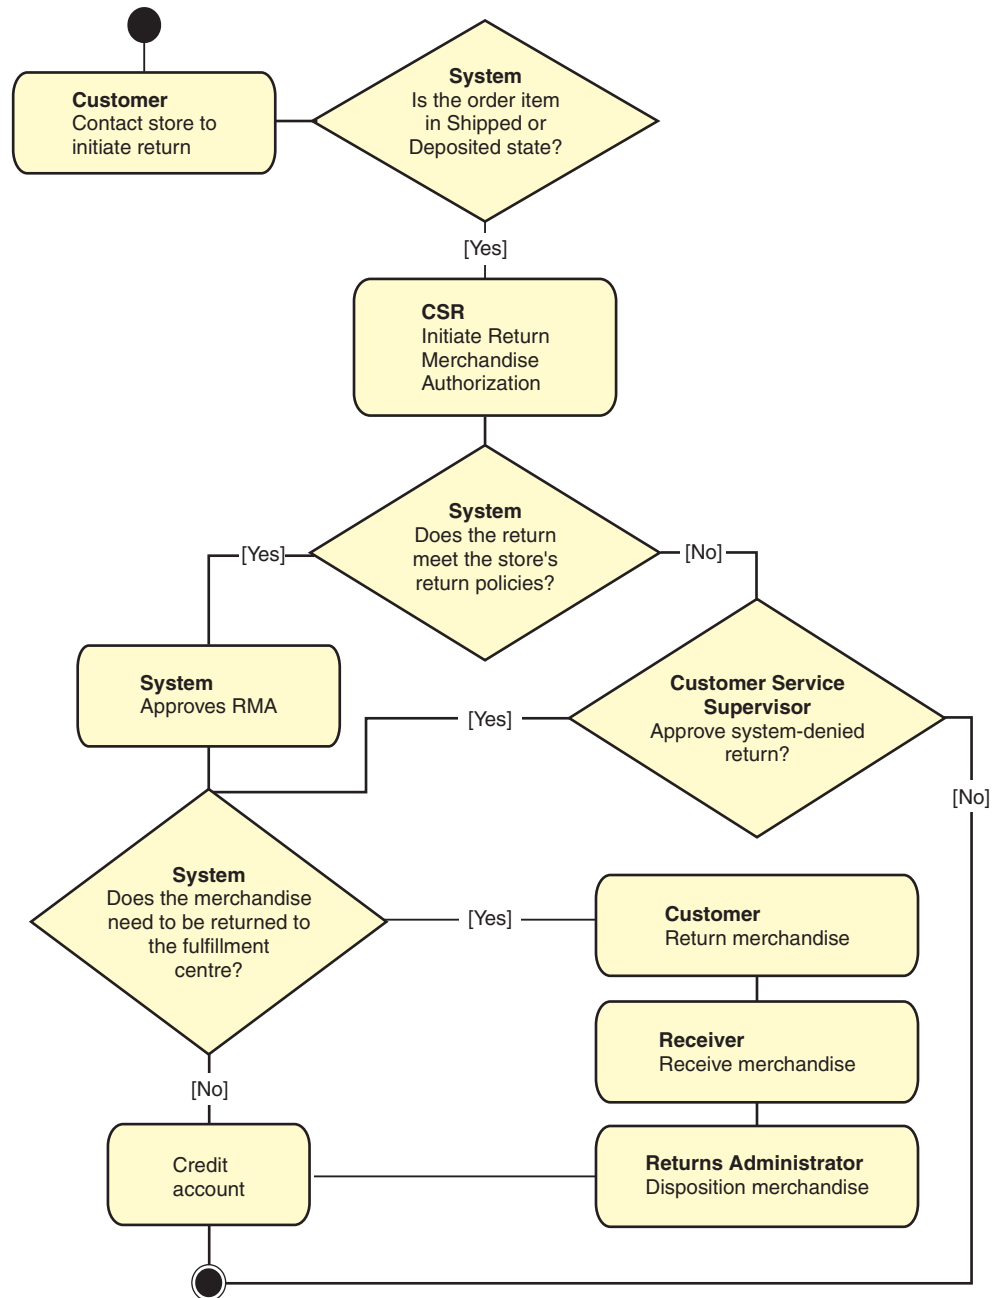 Customer
Contact store to
initiate return
System
Is the order item
in Shipped or
Deposited state?
[Yes]
CSR
Initiate Return
Merchandise
Authorization
System
Does the return
meet the store's
return policies?
[Yes]
[No]
System
Approves RMA
Customer Service
Supervisor
Approve system-denied
return?
[Yes]
[No]
System
Does the merchandise
need to be returned to
the fulfillment
centre?
[Yes]
Customer
Return merchandise
Receiver
Receive merchandise
[No]
Credit
account
Returns Administrator
Disposition merchandise